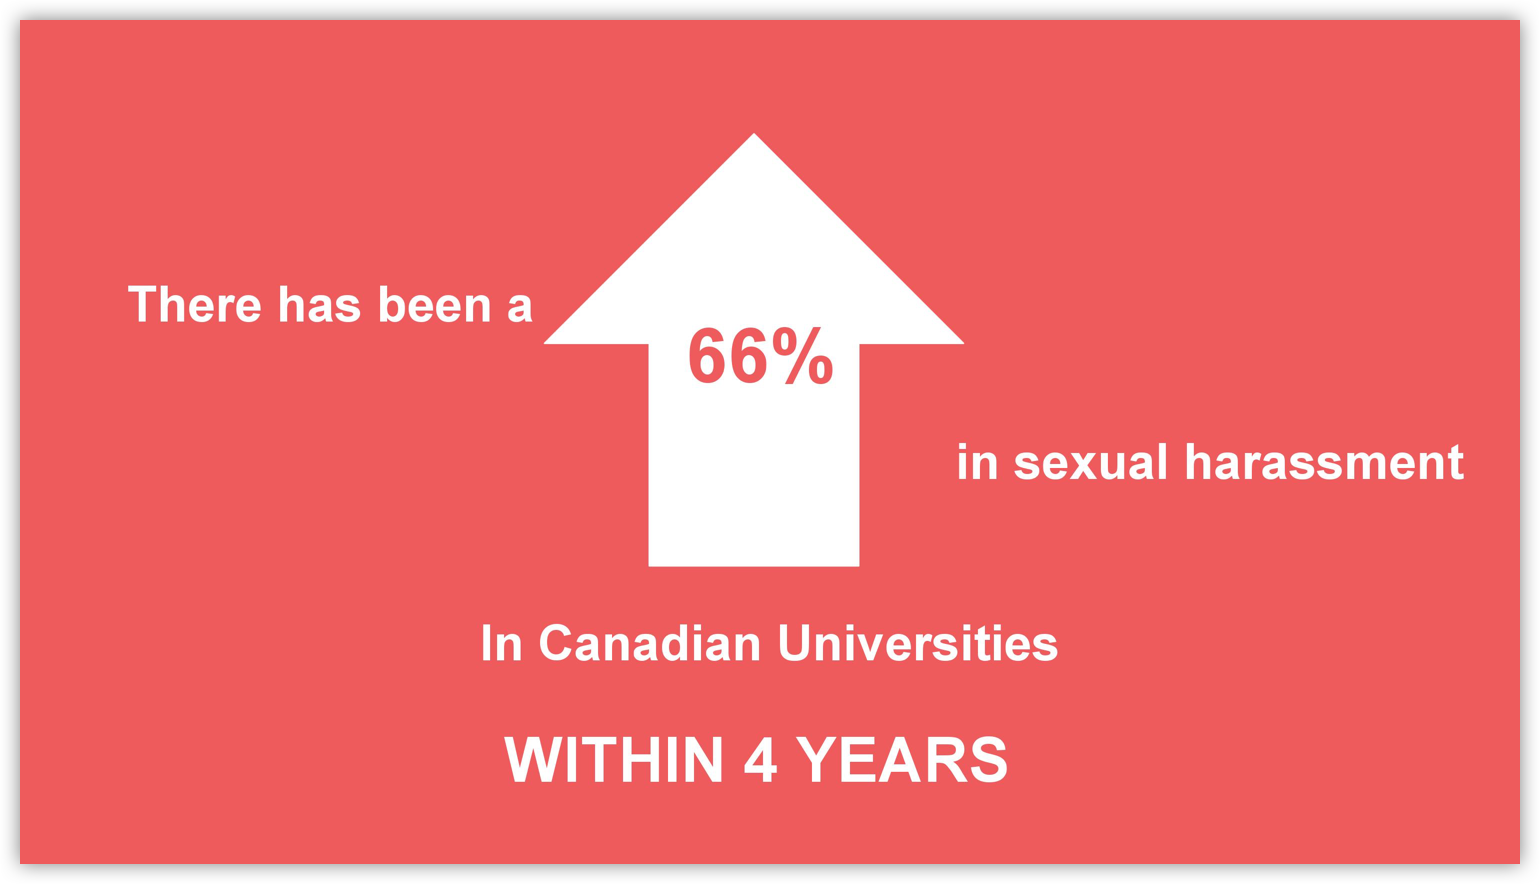 There has been a
66%
in sexual harassment
In Canadian Universities
WITHIN 4 YEARS